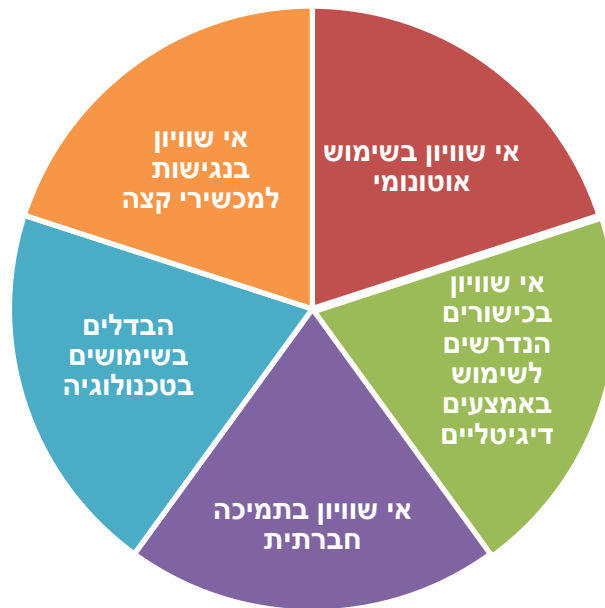 אי שוויון
בנגישות
למכשירי קצה
אי שוויון בשימוש
אוטונומי
אי שוויון
בכישורים
הנדרשים
לשימוש
באמצעים
דיגיטליים
אי שוויון בתמיכה
חברתית
הבדלים
בשימושים
בטכנולוגיה